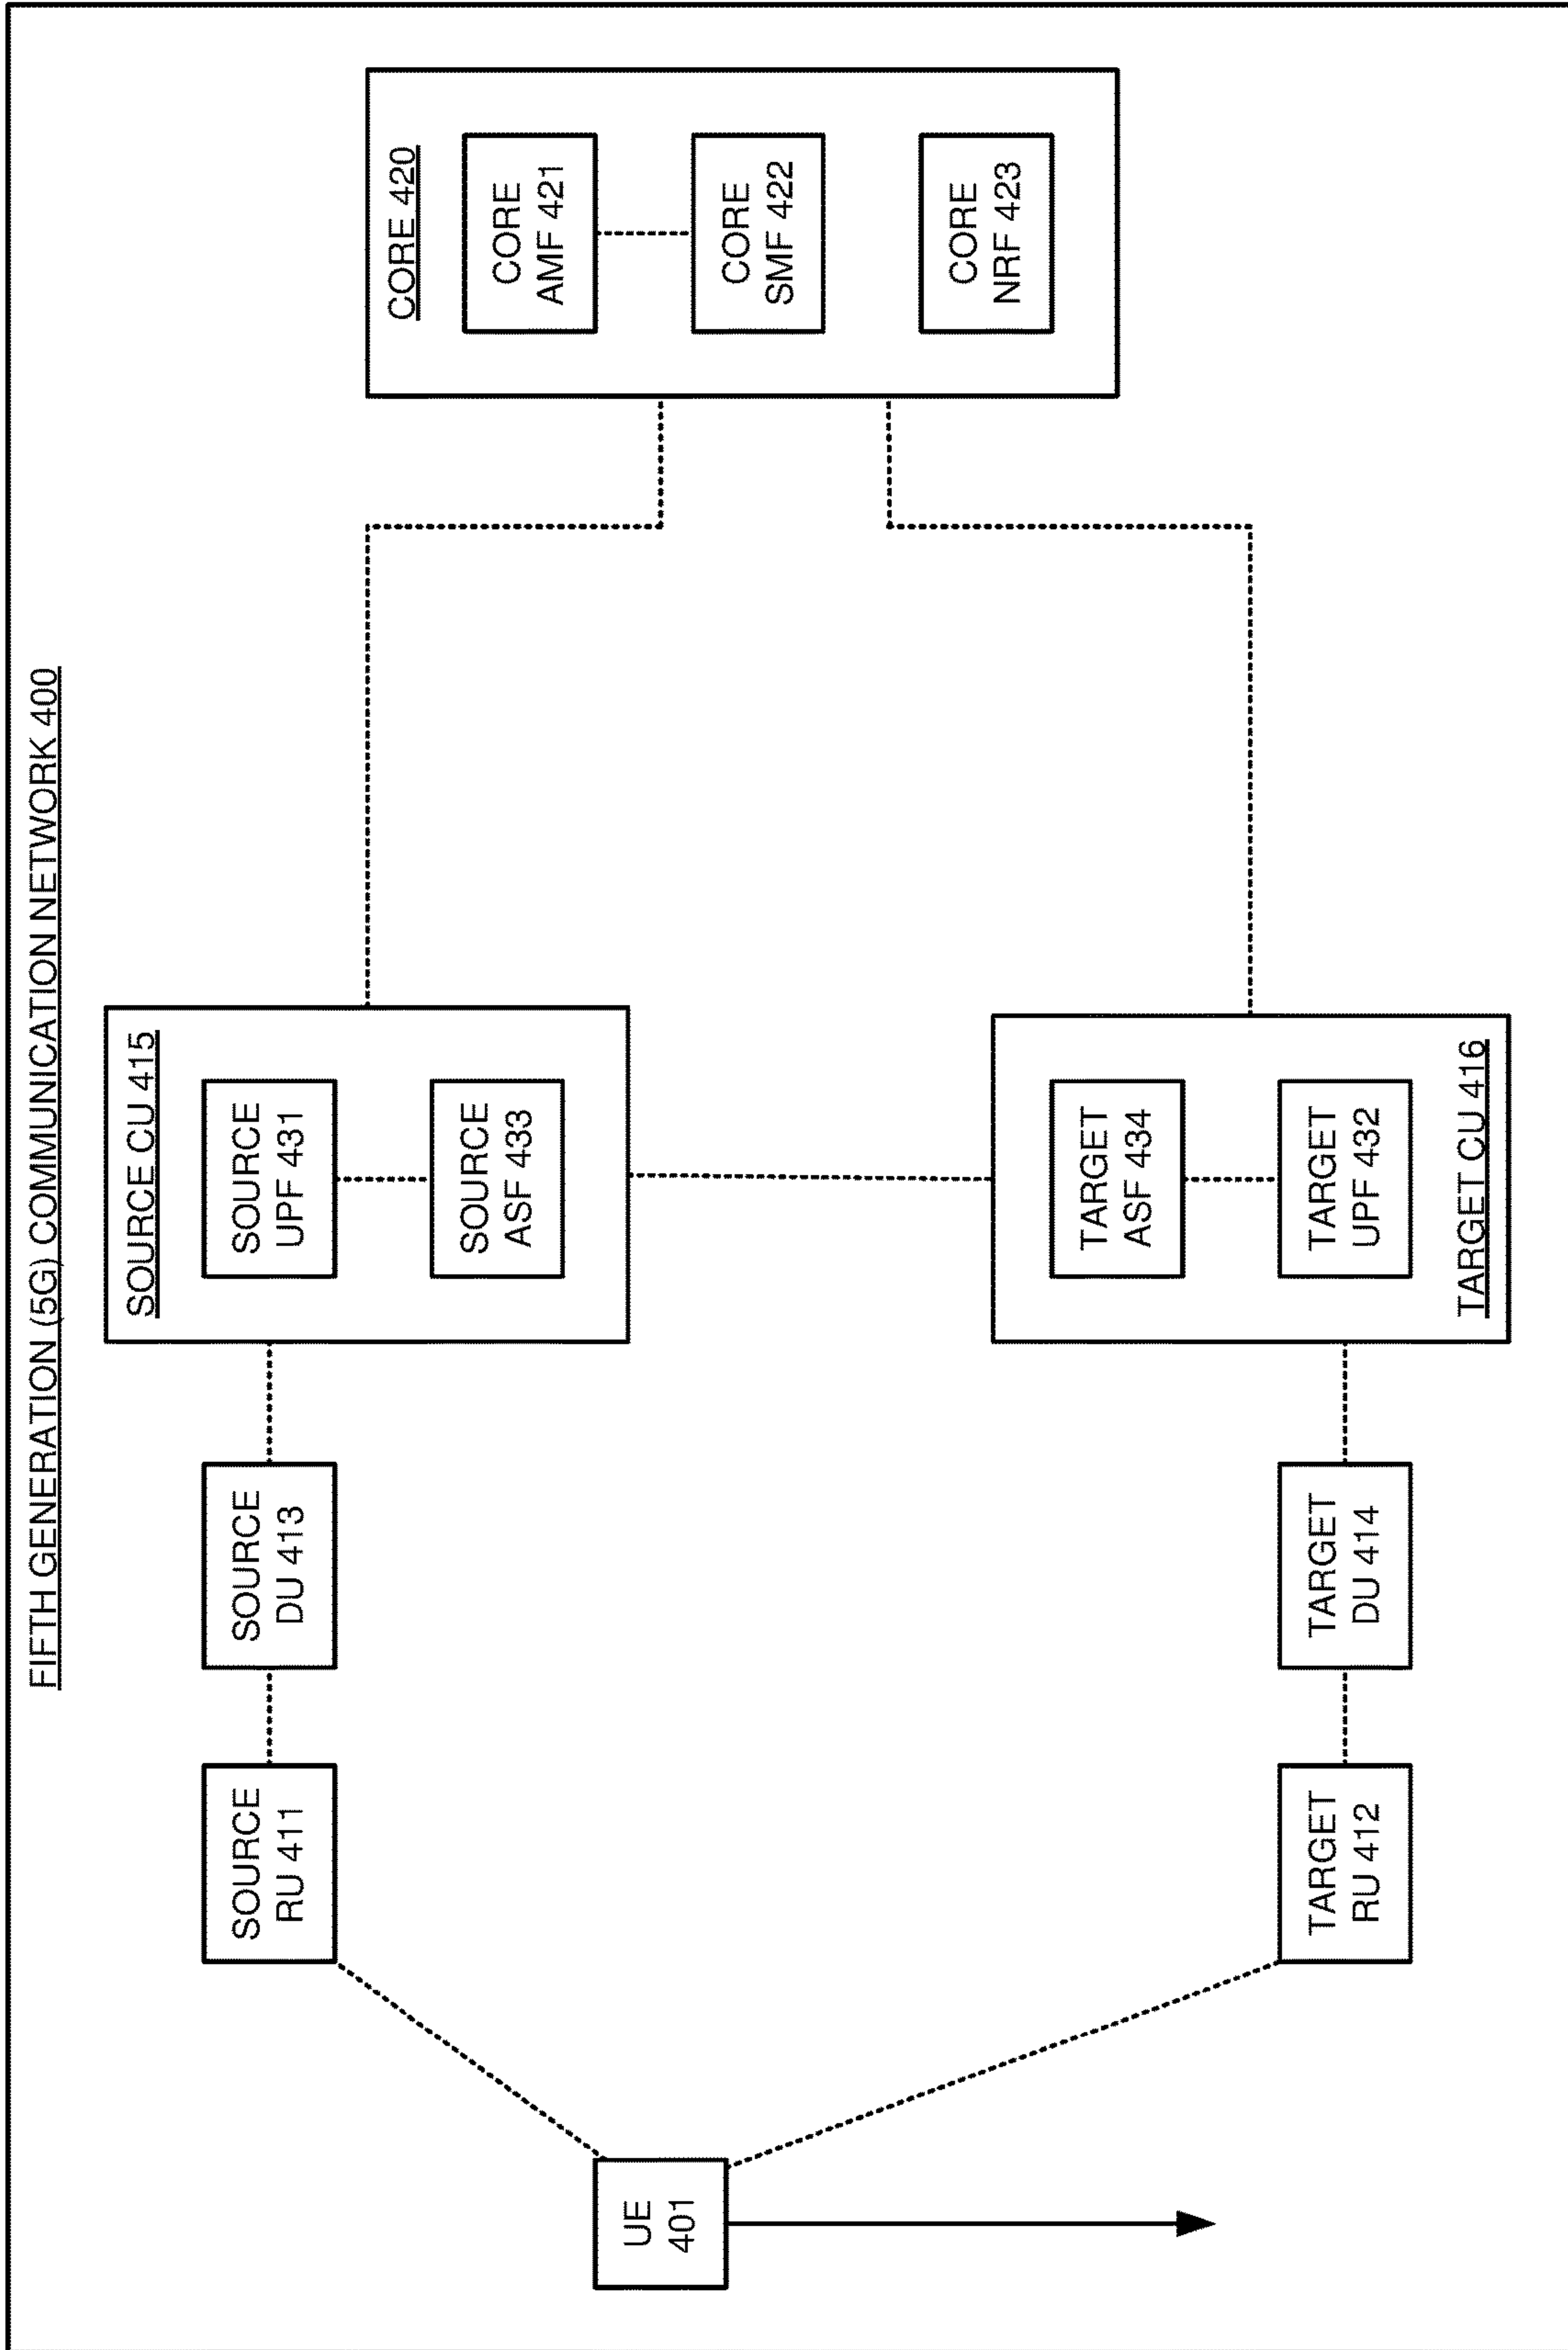 FIFTH GENERATION (5G) COMMUNICATION NETWORK 400
UE
401
SOURCE
RU 411
SOURCE
DU 413
SOURCE CU 415
SOURCE
UPF 431
SOURCE
ASF 433
TARGET
RU 412
TARGET
DU 414
TARGET
ASF 434
TARGET
UPF 432
TARGET CU 416
CORE 420
CORE
AMF 421
CORE
SMF 422
CORE
NRF 423